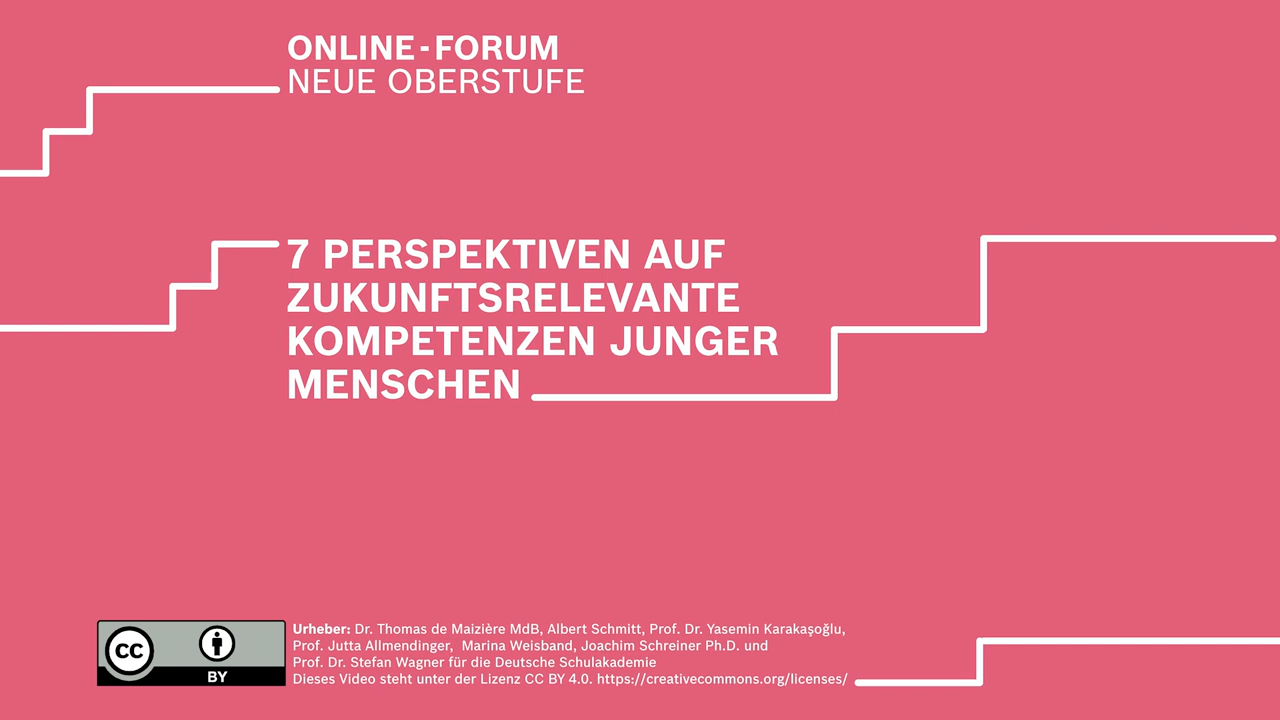 ONLINE-FORUM
NEUE OBERSTUFE
7 PERSPEKTIVEN AUF
ZUKUNFTSRELEVANTE
KOMPETENZEN JUNGER
MENSCHEN
CC
BY
Urheber: Dr. Thomas de Maizière MdB, Albert Schmitt, Prof. Dr. Yasemin Karakaşoğlu,
Prof. Jutta Allmendinger, Marina Weisband, Joachim Schreiner Ph.D. und
Prof. Dr. Stefan Wagner für die Deutsche Schulakademie
Dieses Video steht unter der Lizenz CC BY 4.0. https://creativecommons.org/licenses/